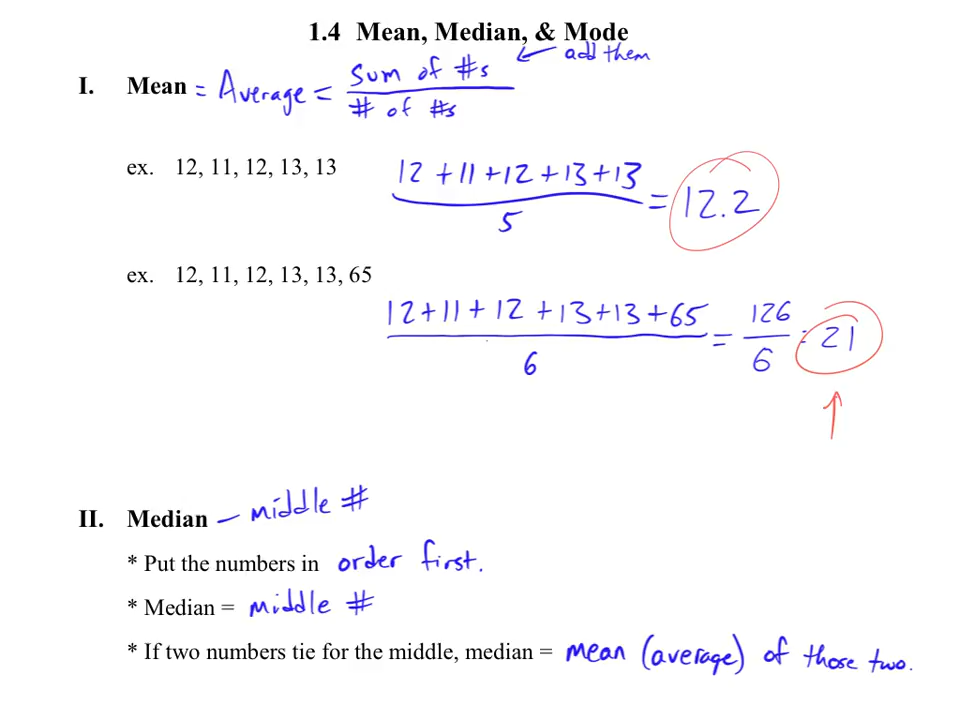 1.4 Mean, Median, & Mode
I. Mean = Average = Sum of #s / # of #s ← add them
ex. 12, 11, 12, 13, 13
12 + 11 + 12 + 13 + 13 / 5 = 12.2
ex. 12, 11, 12, 13, 13, 65
12 + 11 + 12 + 13 + 13 + 65 / 6 = 126 / 6 = 21
↑
II. Median – middle #
* Put the numbers in order first.
* Median = middle #
* If two numbers tie for the middle, median = mean (average) of those two.